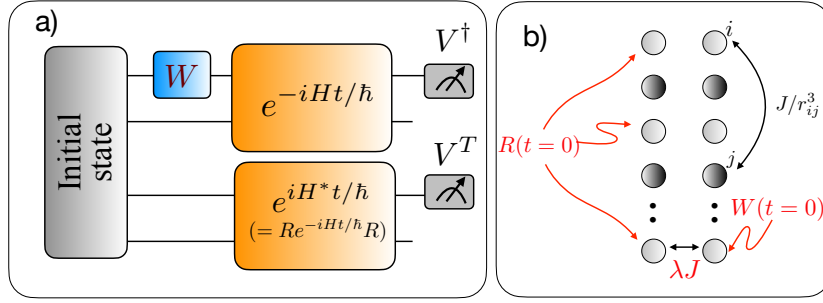 a)
Initial state
W
e^{-iHt/ħ}
V^†
e^{iH*t/ħ}
(= Re^{-iHt/ħ}R)
V^T
b)
i
J/r_{ij}^3
R(t = 0)
j
W(t = 0)
λJ